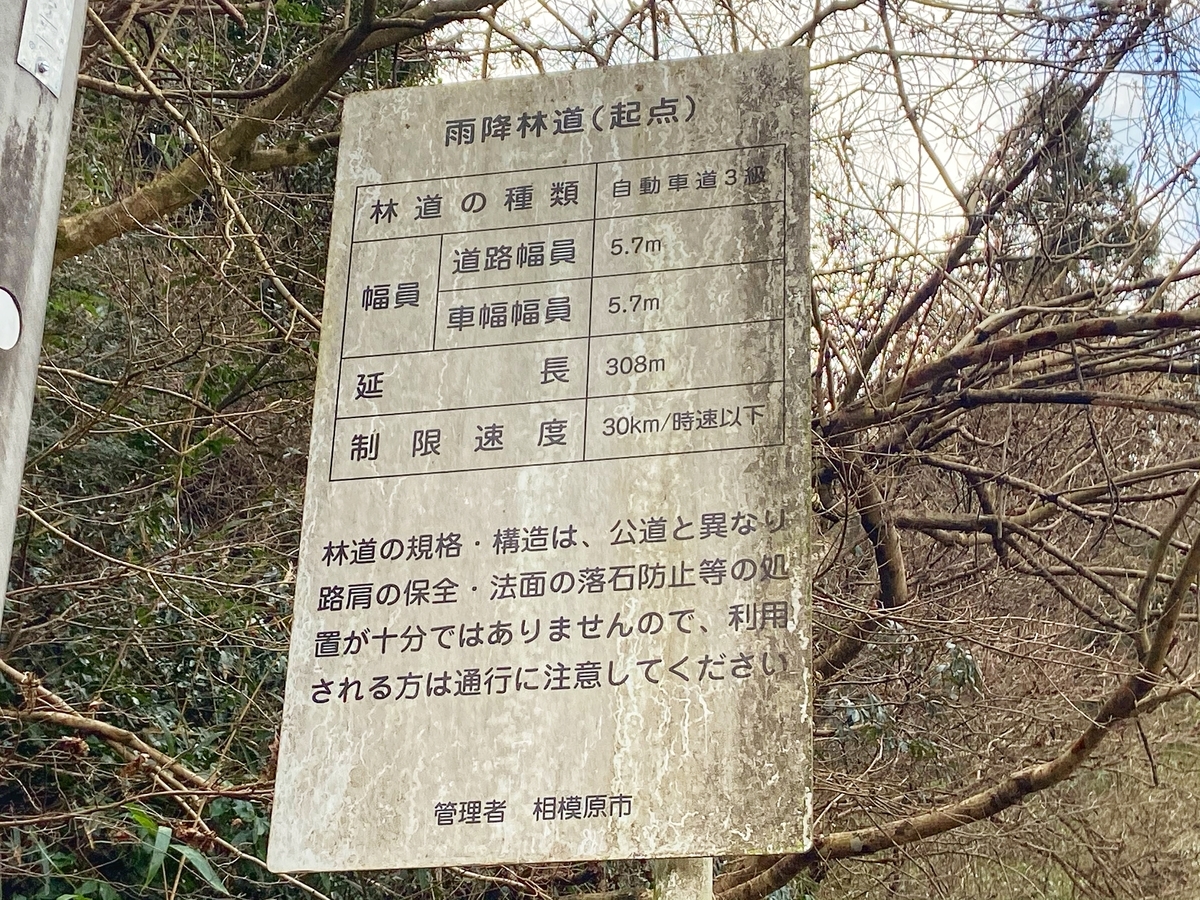 雨降林道(起点)
林道の種類 自動車道3級
幅員 道路幅員 5.7m
車幅幅員 5.7m
延長 308m
制限速度 30km/時速以下
林道の規格・構造は、公道と異なり
路肩の保全・法面の落石防止等の処
置が十分ではありませんので、利用
される方は通行に注意してください
管理者 相模原市